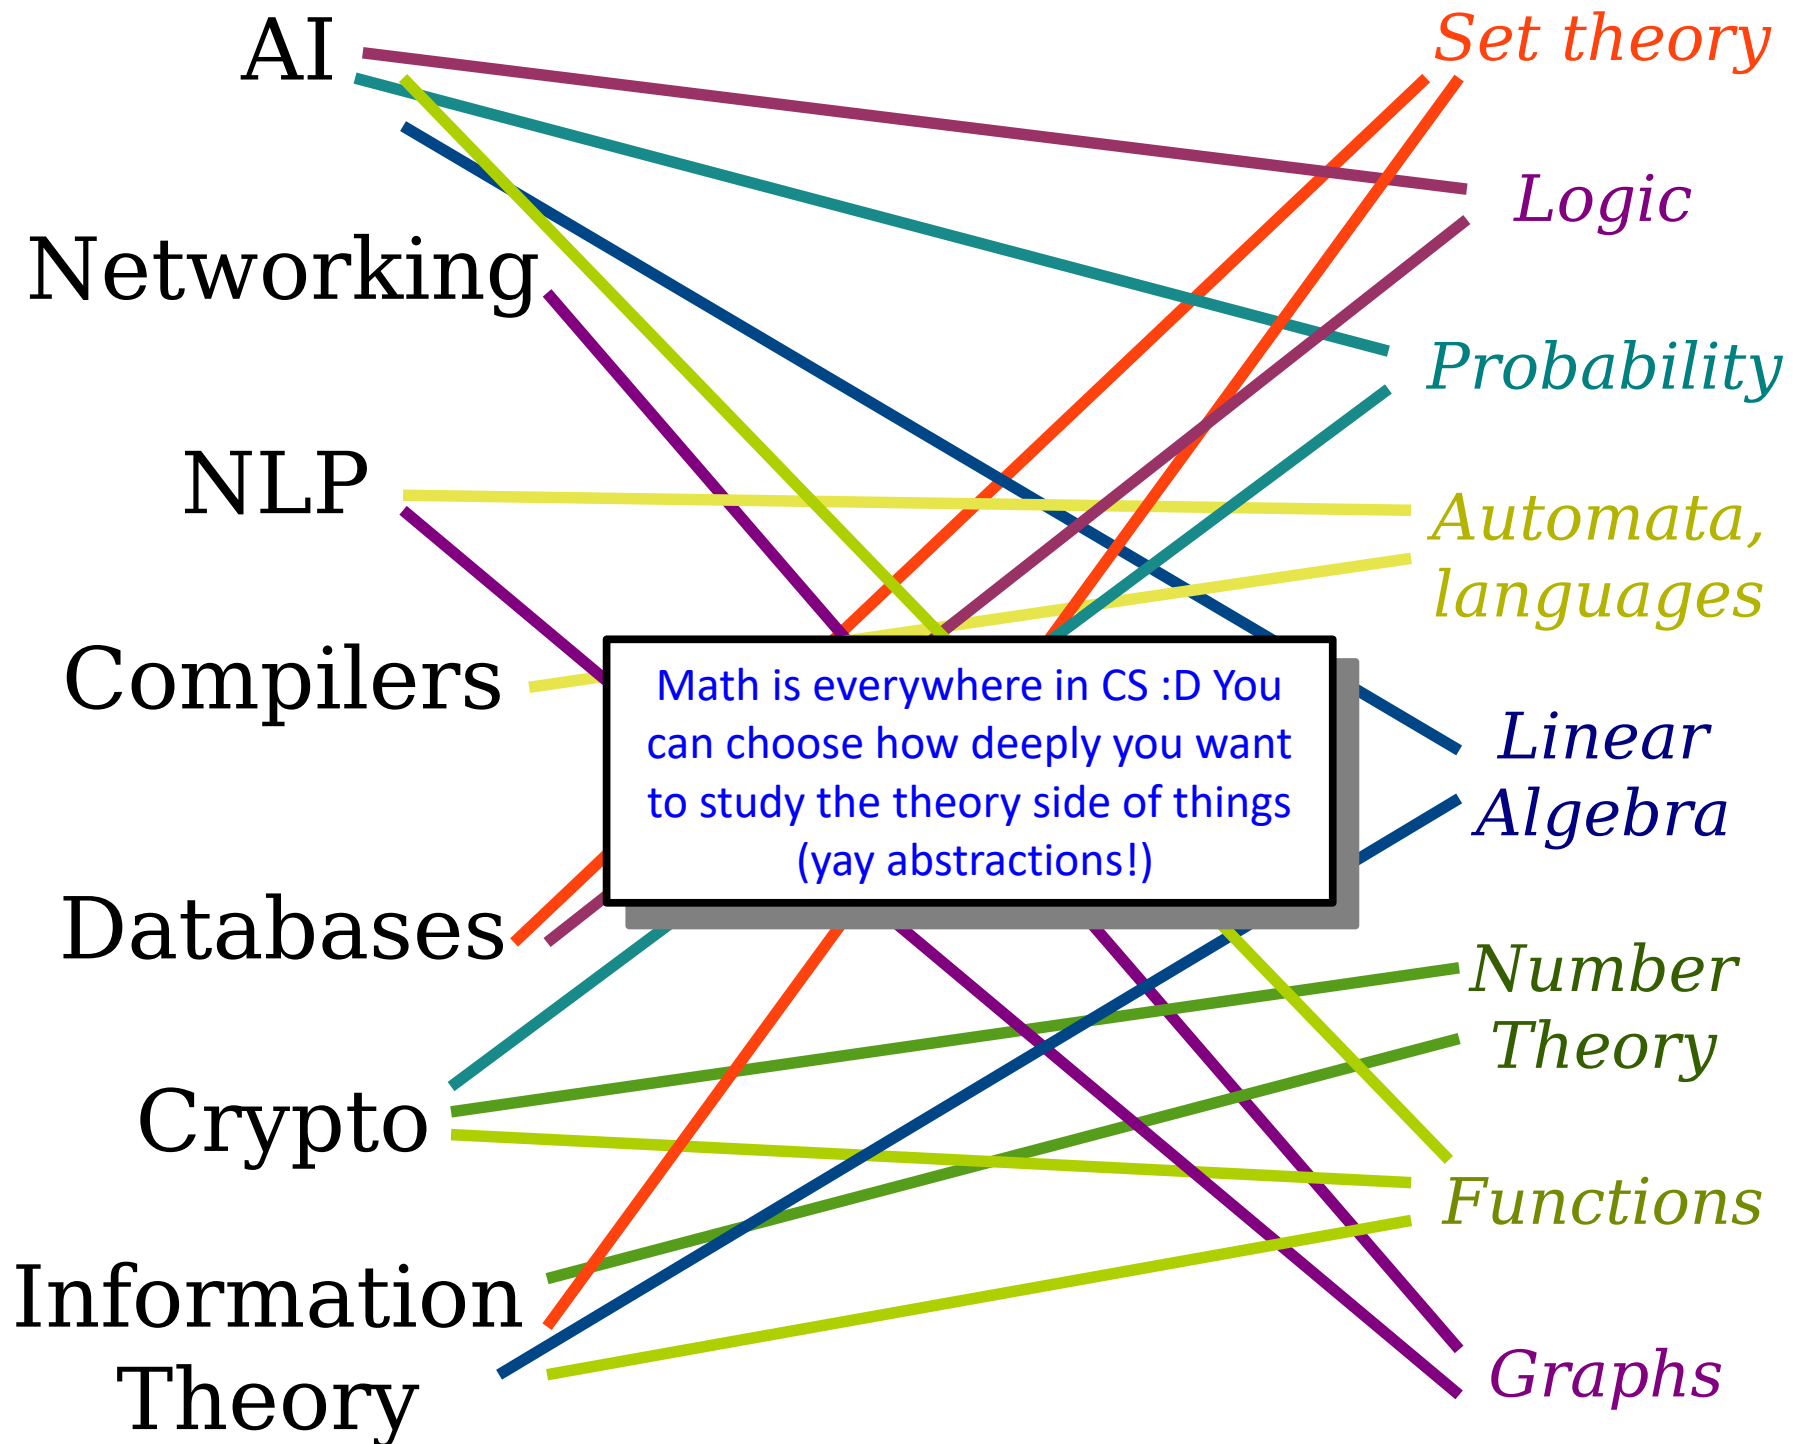 AI
Networking
NLP
Compilers
Databases
Crypto
Information
Theory
Math is everywhere in CS :D You
can choose how deeply you want
to study the theory side of things
(yay abstractions!)
Set theory
Logic
Probability
Automata,
languages
Linear
Algebra
Number
Theory
Functions
Graphs